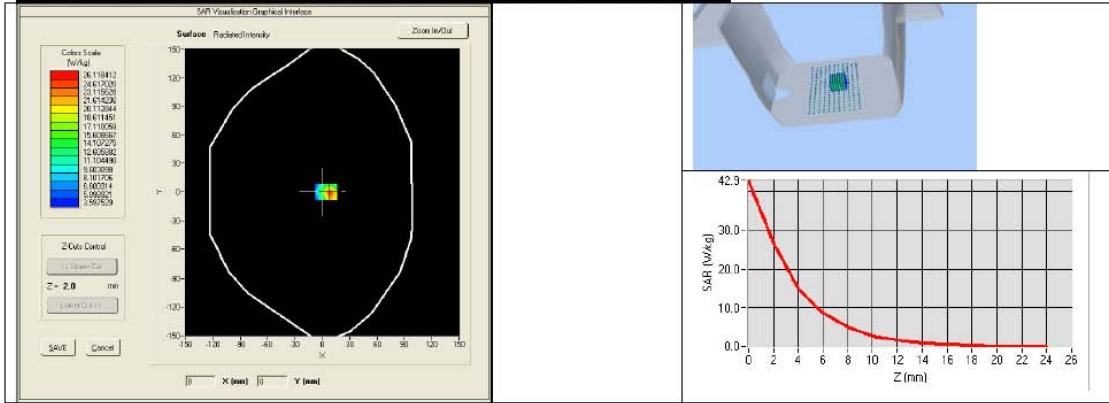 SAR Visualisation Graphical Interface
Surface Radiated Intensity
Zoom In/Out
Colors Scale
(W/kg)
26.118412
24.617020
23.115628
21.614236
20.112844
18.611451
17.110059
15.608667
14.107275
12.605882
11.104490
9.603098
8.101706
6.600314
5.098921
3.597529
150
120
90
60
30
0
-30
-60
-90
-120
-150
Y
-150 -120 -90 -60 -30 0 30 60 90 120 150
X
Z-Cuts Control
Z = 2.0 mm
SAVE Cancel
8 X (mm) 0 Y (mm)
42.9
30.0
20.0
10.0
0.0
SAR (W/kg)
0 2 4 6 8 10 12 14 16 18 20 22 24 26
Z (mm)